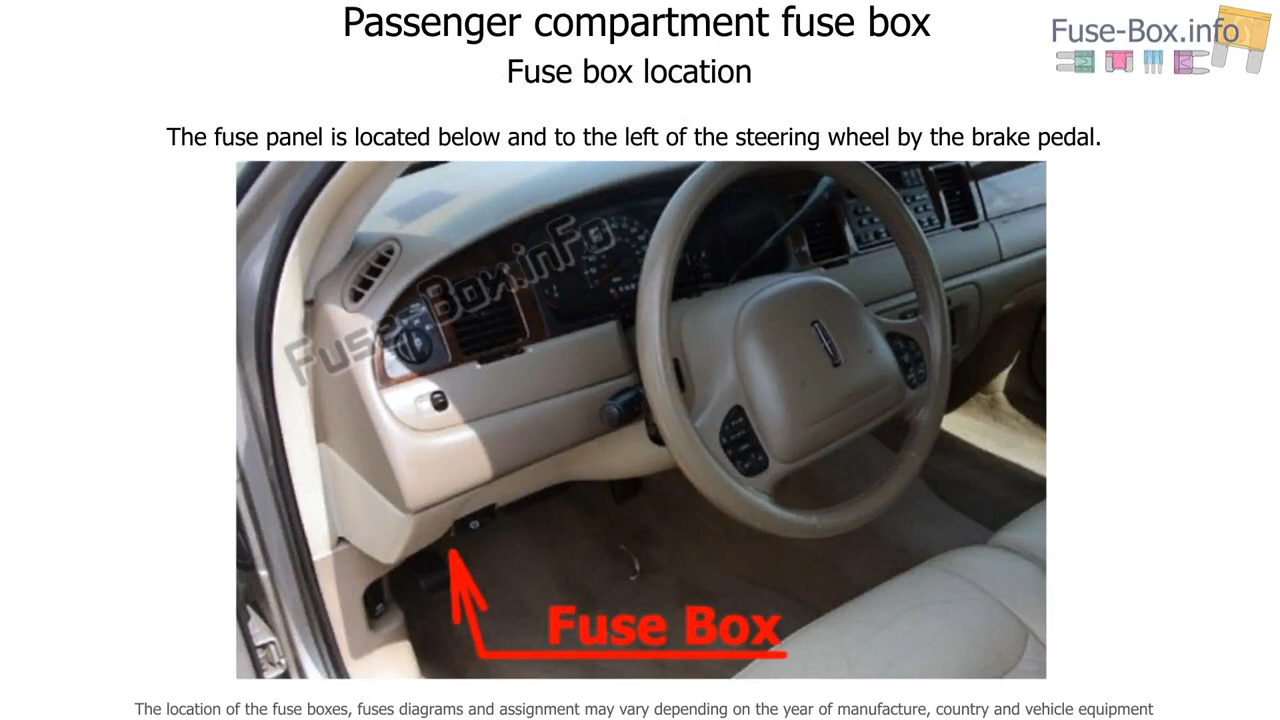 Passenger compartment fuse box
Fuse-Box.info
Fuse box location
The fuse panel is located below and to the left of the steering wheel by the brake pedal.
Fuse-Box.inFo
Fuse Box
The location of the fuse boxes, fuses diagrams and assignment may vary depending on the year of manufacture, country and vehicle equipment